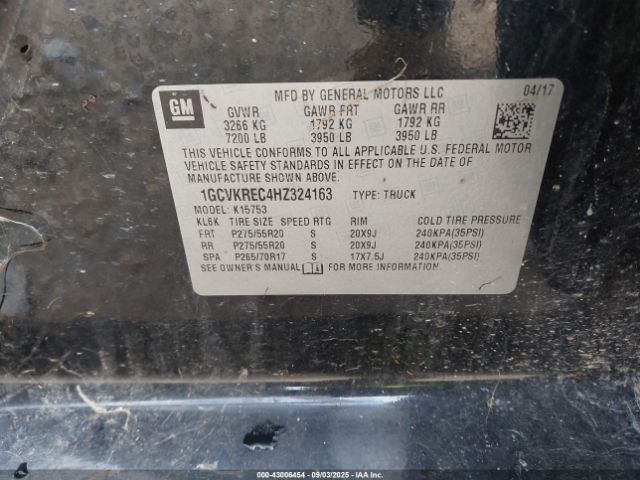 MFD BY GENERAL MOTORS LLC 04/17
GM
GVWR GAWR FRT GAWR RR
3266 KG 1792 KG 1792 KG
7200 LB 3950 LB 3950 LB
THIS VEHICLE CONFORMS TO ALL APPLICABLE U.S. FEDERAL MOTOR
VEHICLE SAFETY STANDARDS IN EFFECT ON THE DATE OF
MANUFACTURE SHOWN ABOVE.
1GCVKREC4HZ324163 TYPE: TRUCK
MODEL: K15753
KL6K TIRE SIZE SPEED RTG RIM COLD TIRE PRESSURE
FRT P275/55R20 S 20X9J 240KPA(35PSI)
RR P275/55R20 S 20X9J 240KPA(35PSI)
SPA P265/70R17 S 17X7.5J 240KPA(35PSI)
SEE OWNER'S MANUAL FOR MORE INFORMATION.
000-43006454 - 09/03/2025 - IAA Inc.